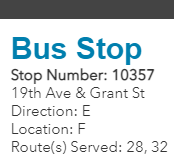 Bus Stop
Stop Number: 10357
19th Ave & Grant St
Direction: E
Location: F
Route(s) Served: 28, 32